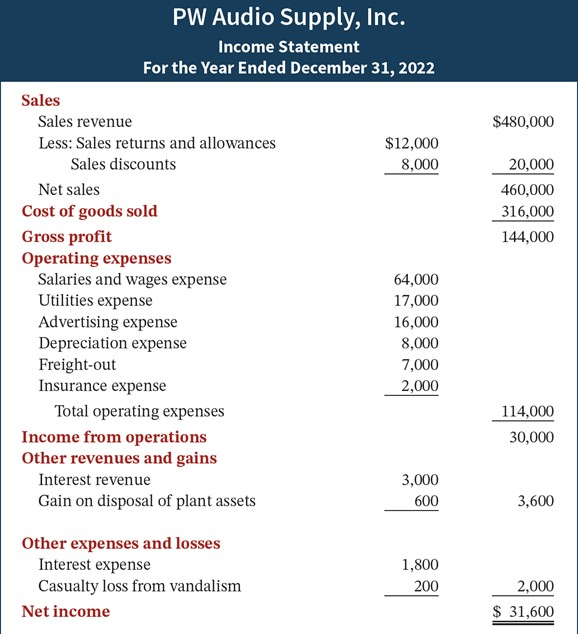 PW Audio Supply, Inc.
Income Statement
For the Year Ended December 31, 2022
Sales
Sales revenue $480,000
Less: Sales returns and allowances $12,000
Sales discounts 8,000 20,000
Net sales 460,000
Cost of goods sold 316,000
Gross profit 144,000
Operating expenses
Salaries and wages expense 64,000
Utilities expense 17,000
Advertising expense 16,000
Depreciation expense 8,000
Freight-out 7,000
Insurance expense 2,000
Total operating expenses 114,000
Income from operations 30,000
Other revenues and gains
Interest revenue 3,000
Gain on disposal of plant assets 600 3,600
Other expenses and losses
Interest expense 1,800
Casualty loss from vandalism 200 2,000
Net income $ 31,600